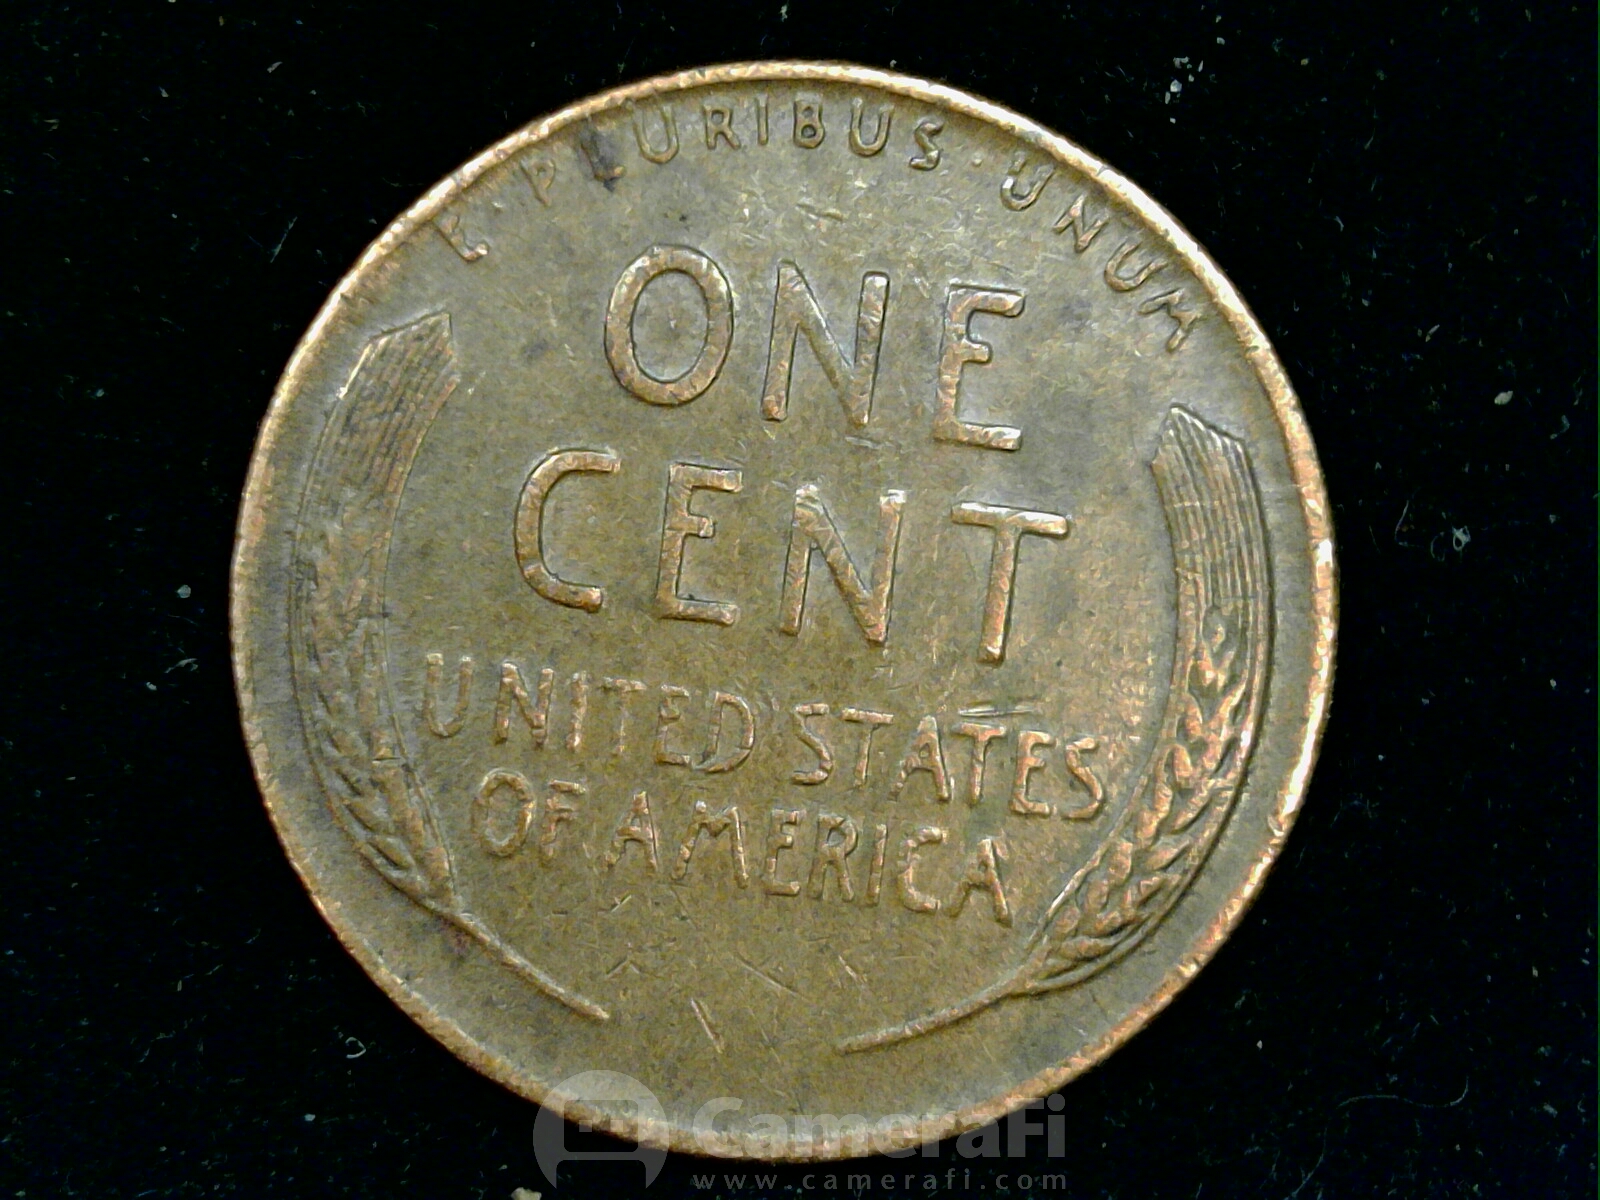 E · PLURIBUS · UNUM
ONE
CENT
UNITED STATES
OF AMERICA
CameraFi
www.camerafi.com